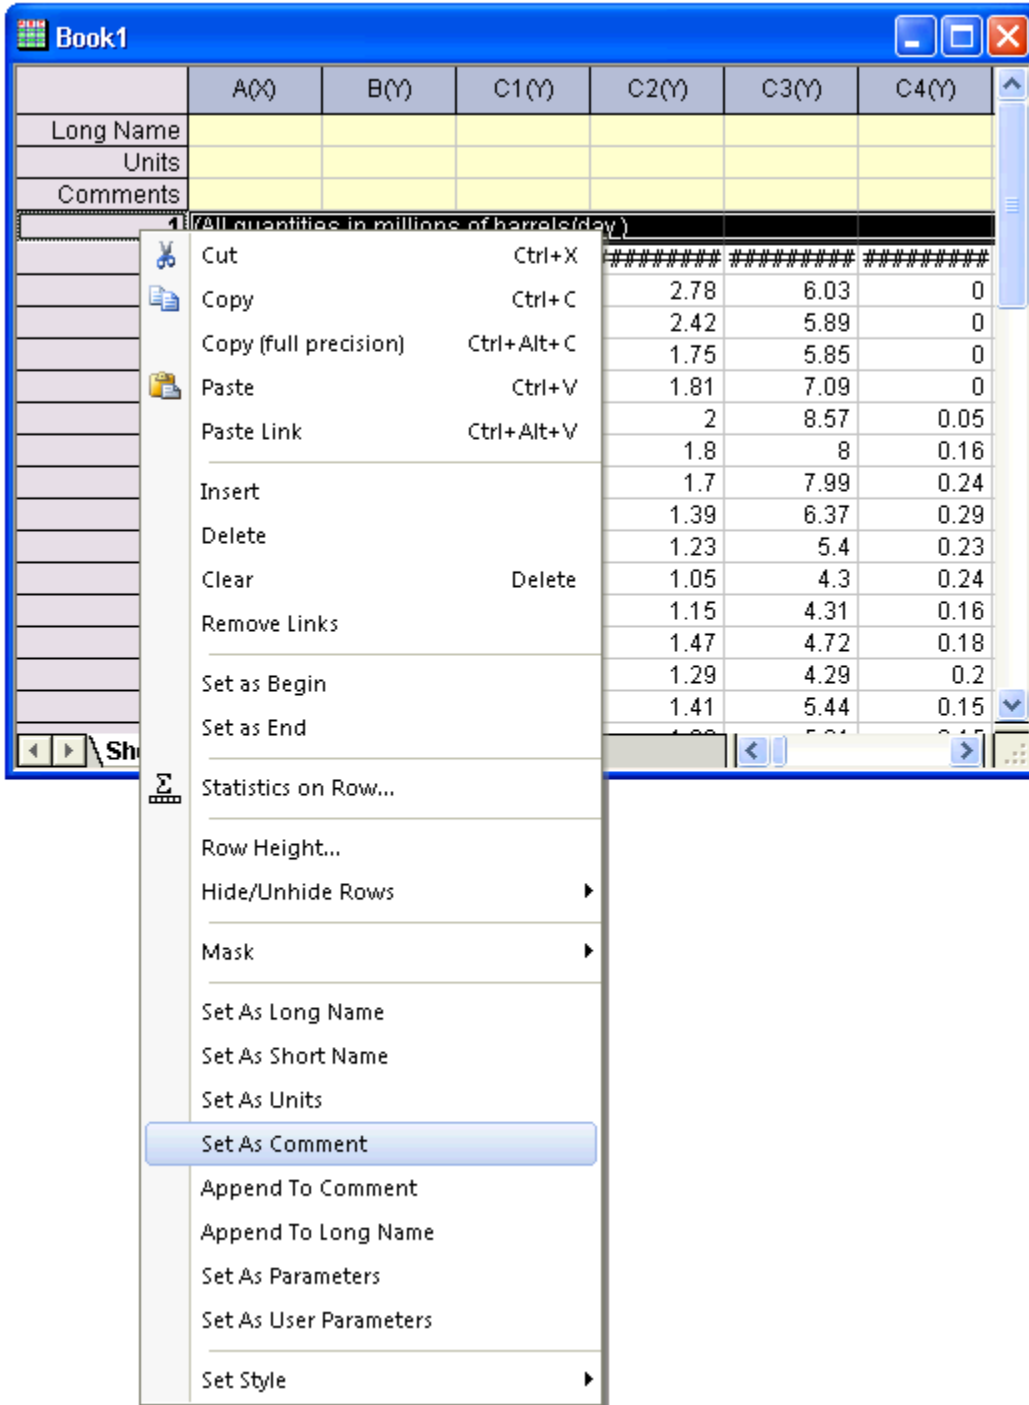 Book1
A(X) B(Y) C1(Y) C2(Y) C3(Y) C4(Y)
Long Name
Units
Comments
1 (All quantities in millions of barrels/day)
Cut Ctrl+X ######### ######### #########
Copy Ctrl+C 2.78 6.03 0
2.42 5.89 0
Copy (full precision) Ctrl+Alt+C 1.75 5.85 0
Paste Ctrl+V 1.81 7.09 0
Paste Link Ctrl+Alt+V 2 8.57 0.05
1.8 8 0.16
Insert 1.7 7.99 0.24
1.39 6.37 0.29
Delete 1.23 5.4 0.23
Clear Delete 1.05 4.3 0.24
Remove Links 1.15 4.31 0.16
1.47 4.72 0.18
Set as Begin 1.29 4.29 0.2
1.41 5.44 0.15
Set as End
Statistics on Row...
Row Height...
Hide/Unhide Rows
Mask
Set As Long Name
Set As Short Name
Set As Units
Set As Comment
Append To Comment
Append To Long Name
Set As Parameters
Set As User Parameters
Set Style